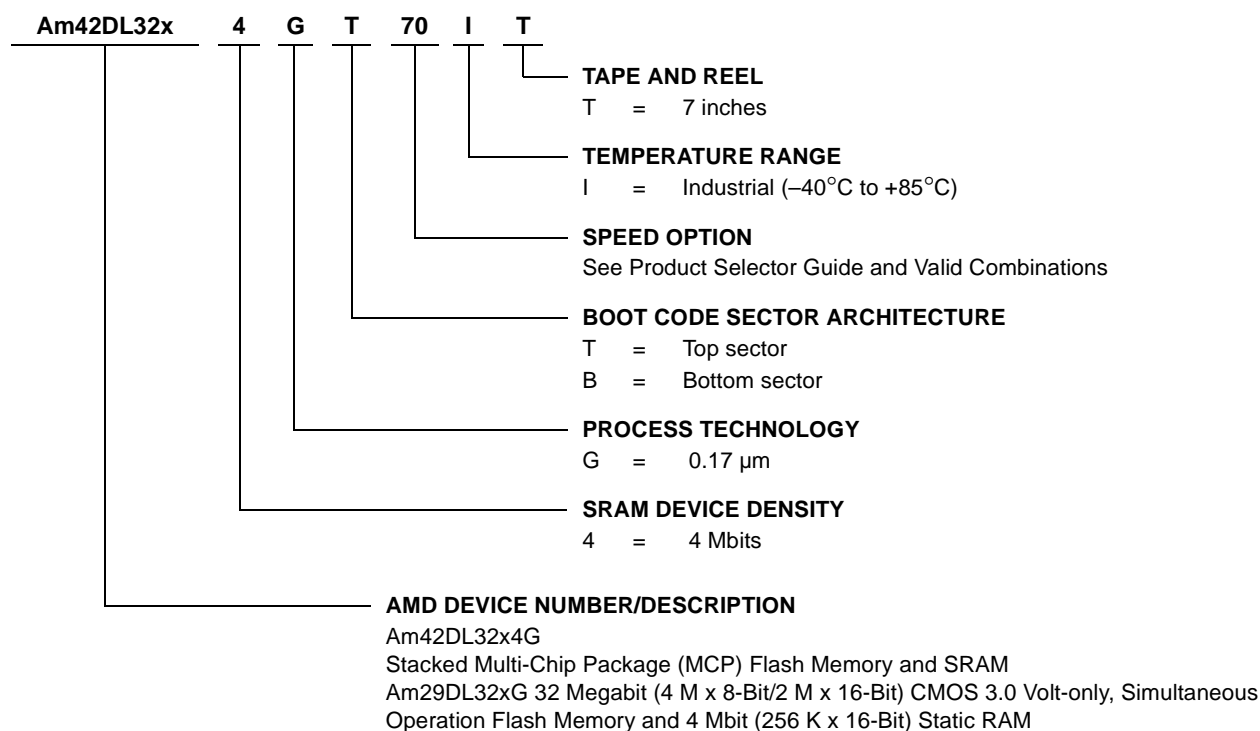 Am42DL32x 4 G T 70 I T
TAPE AND REEL
T = 7 inches
TEMPERATURE RANGE
I = Industrial (–40°C to +85°C)
SPEED OPTION
See Product Selector Guide and Valid Combinations
BOOT CODE SECTOR ARCHITECTURE
T = Top sector
B = Bottom sector
PROCESS TECHNOLOGY
G = 0.17 µm
SRAM DEVICE DENSITY
4 = 4 Mbits
AMD DEVICE NUMBER/DESCRIPTION
Am42DL32x4G
Stacked Multi-Chip Package (MCP) Flash Memory and SRAM
Am29DL32xG 32 Megabit (4 M x 8-Bit/2 M x 16-Bit) CMOS 3.0 Volt-only, Simultaneous
Operation Flash Memory and 4 Mbit (256 K x 16-Bit) Static RAM